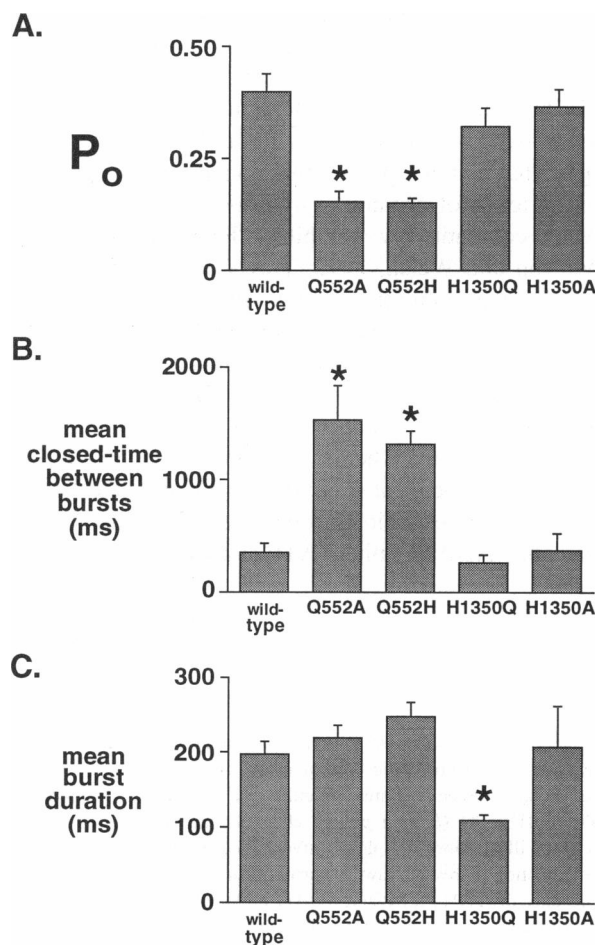 A.
0.50
P o
0.25
* *
0
wild-
type Q552A Q552H H1350Q H1350A
B.
2000
*
mean
closed-time
*
between
1000
bursts
(ms)
0
wild-
type Q552A Q552H H1350Q H1350A
C.
300
mean
200
burst
duration
*
(ms)
100
0
wild-
type Q552A Q552H H1350Q H1350A